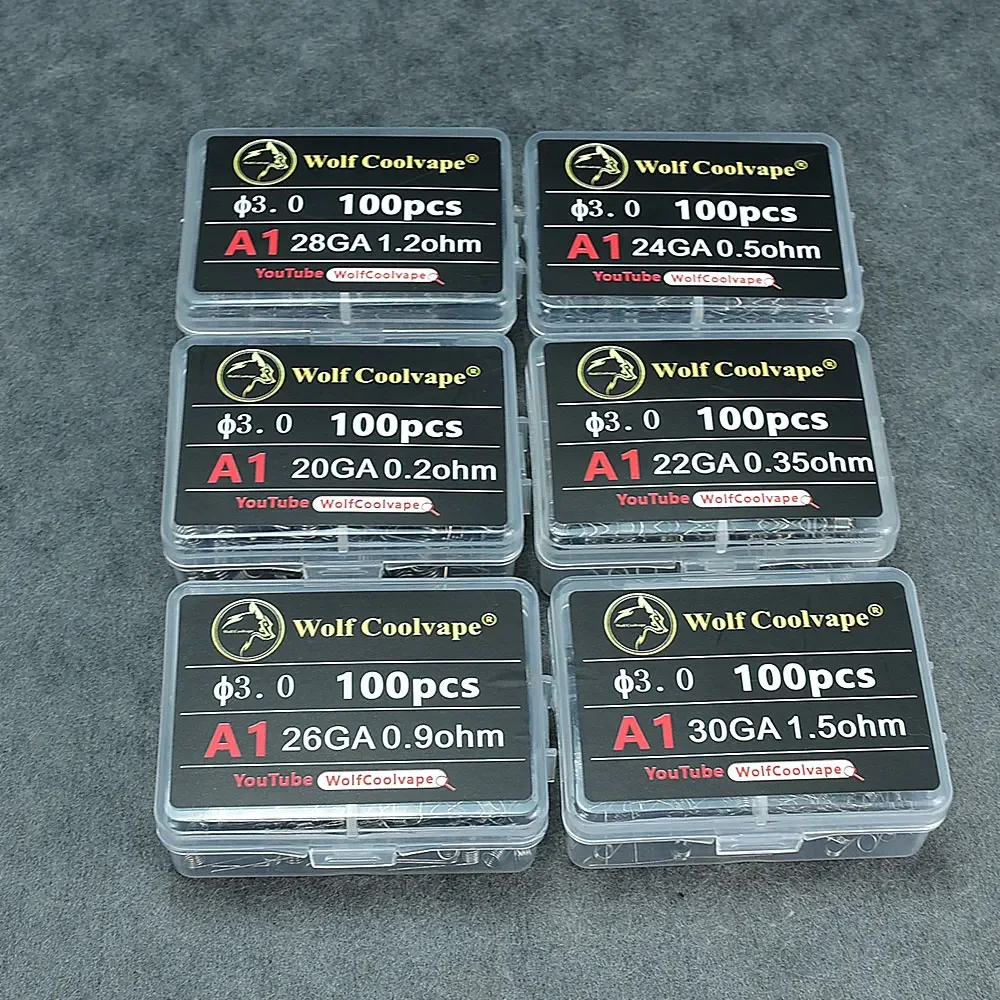 Wolf Coolvape®
ϕ3.0 100pcs
A1 28GA 1.2ohm
YouTube WolfCoolvape
Wolf Coolvape®
ϕ3.0 100pcs
A1 24GA 0.5ohm
YouTube WolfCoolvape
Wolf Coolvape®
ϕ3.0 100pcs
A1 20GA 0.2ohm
YouTube WolfCoolvape
Wolf Coolvape®
ϕ3.0 100pcs
A1 22GA 0.35ohm
YouTube WolfCoolvape
Wolf Coolvape®
ϕ3.0 100pcs
A1 26GA 0.9ohm
YouTube WolfCoolvape
Wolf Coolvape®
ϕ3.0 100pcs
A1 30GA 1.5ohm
YouTube WolfCoolvape